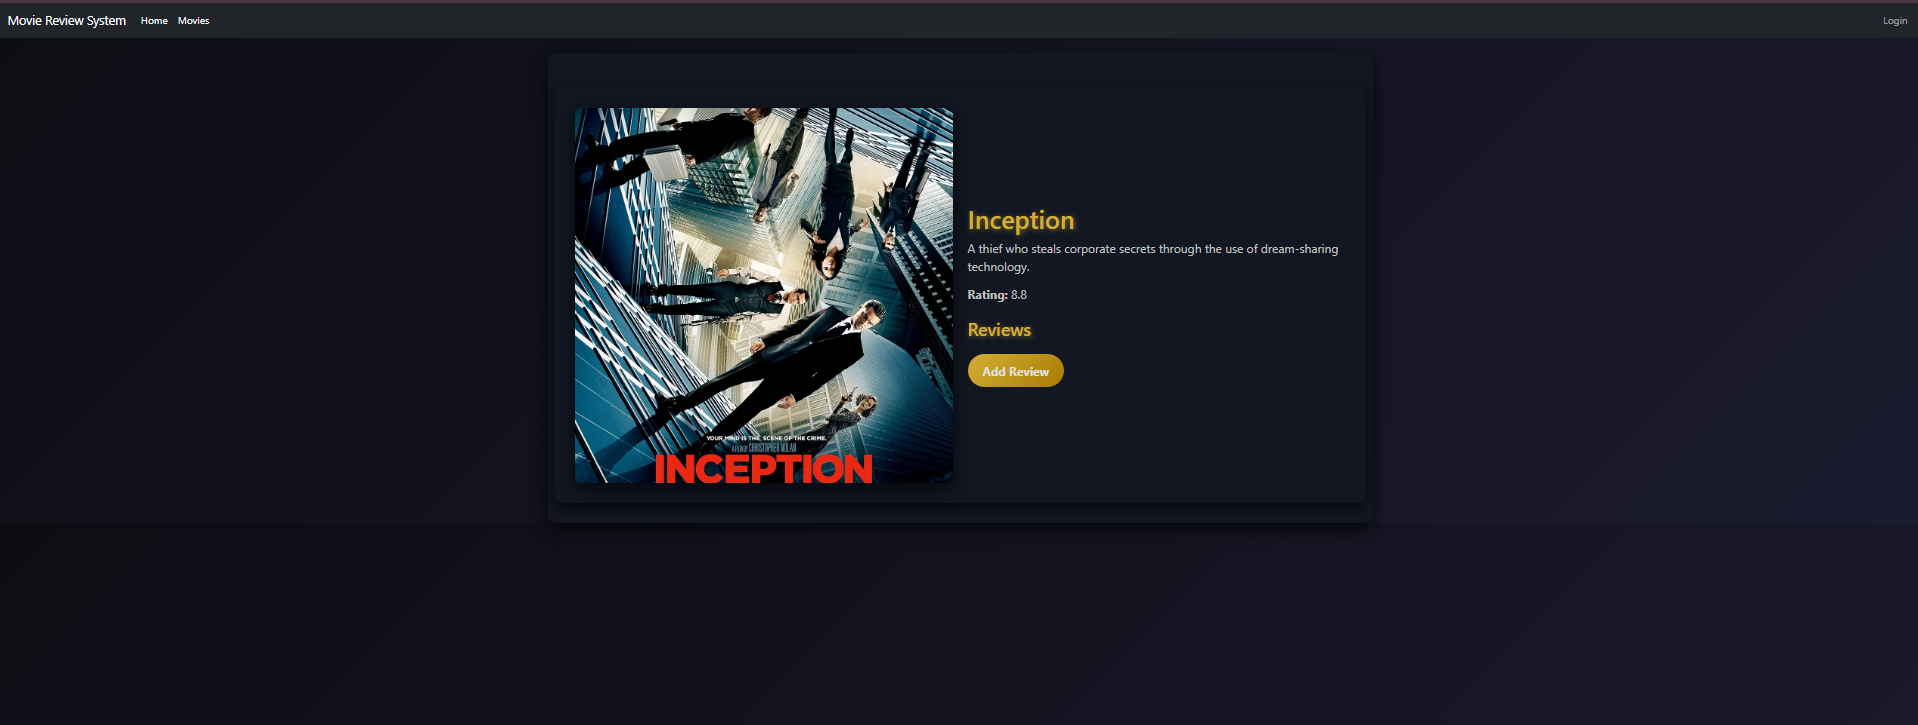 Movie Review System Home Movies Login
YOUR MIND IS THE SCENE OF THE CRIME.
A FILM BY CHRISTOPHER NOLAN
INCEPTION
Inception
A thief who steals corporate secrets through the use of dream-sharing
technology.
Rating: 8.8
Reviews
Add Review